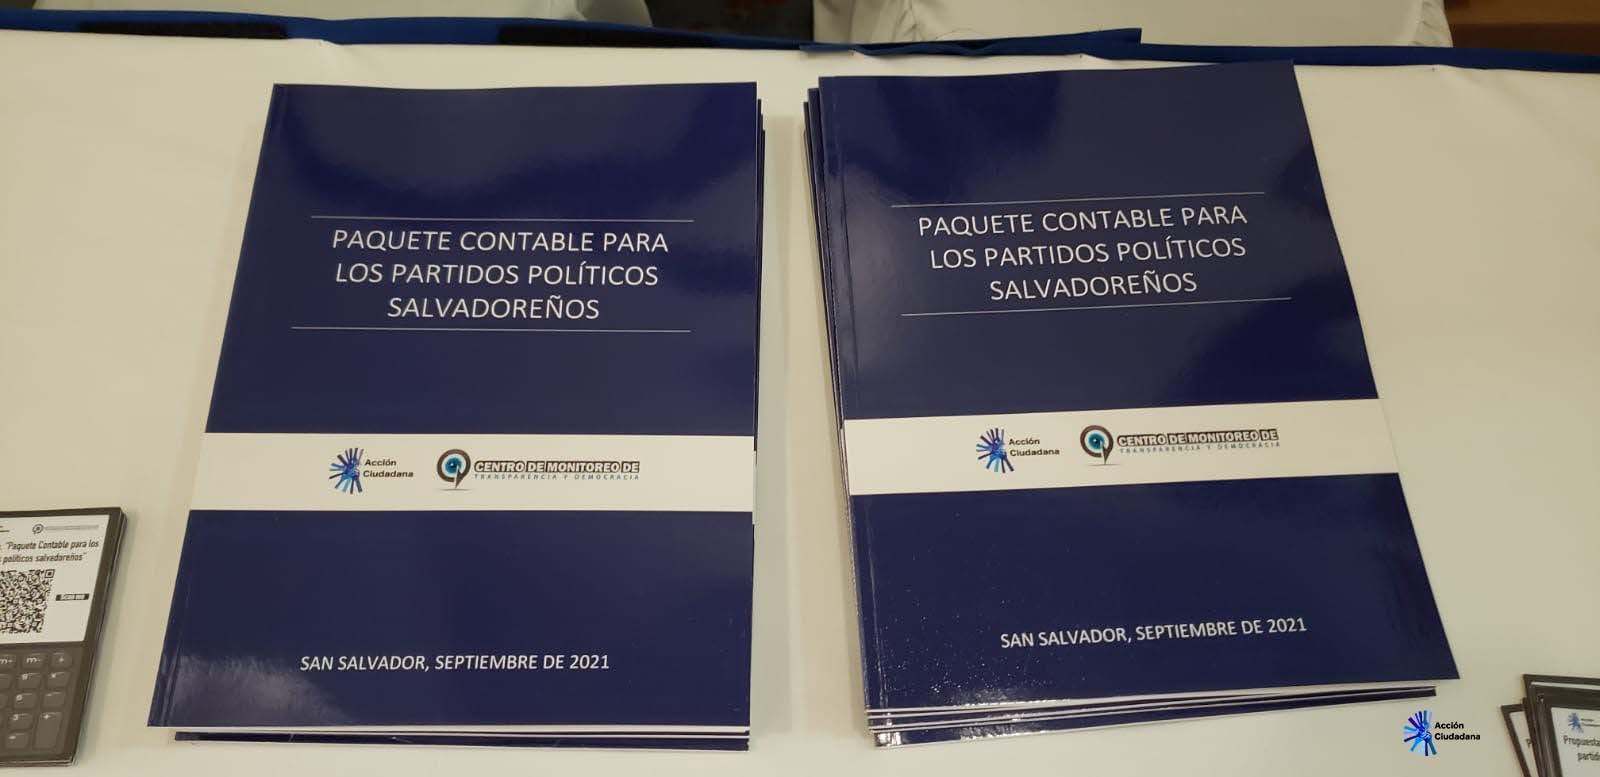 PAQUETE CONTABLE PARA
LOS PARTIDOS POLÍTICOS
SALVADOREÑOS
Acción
Ciudadana
CENTRO DE MONITOREO DE
TRANSPARENCIA Y DEMOCRACIA
SAN SALVADOR, SEPTIEMBRE DE 2021
PAQUETE CONTABLE PARA
LOS PARTIDOS POLÍTICOS
SALVADOREÑOS
Acción
Ciudadana
CENTRO DE MONITOREO DE
TRANSPARENCIA Y DEMOCRACIA
SAN SALVADOR, SEPTIEMBRE DE 2021
"Paquete Contable para los
políticos salvadoreños"
m- m- ÷
Propuesta
Acción
Ciudadana